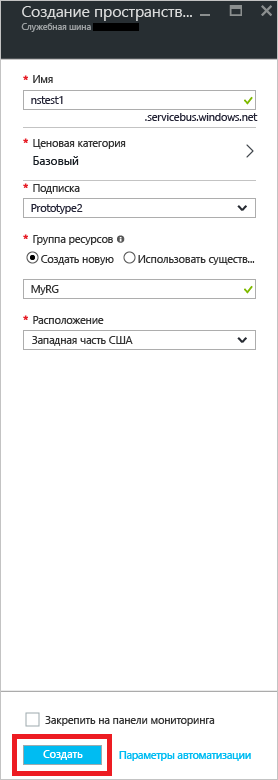 Создание пространств...
Служебная шина
* Имя
nstest1
.servicebus.windows.net
* Ценовая категория
Базовый
* Подписка
Prototype2
* Группа ресурсов
Создать новую Использовать существ...
MyRG
* Расположение
Западная часть США
Закрепить на панели мониторинга
Создать Параметры автоматизации